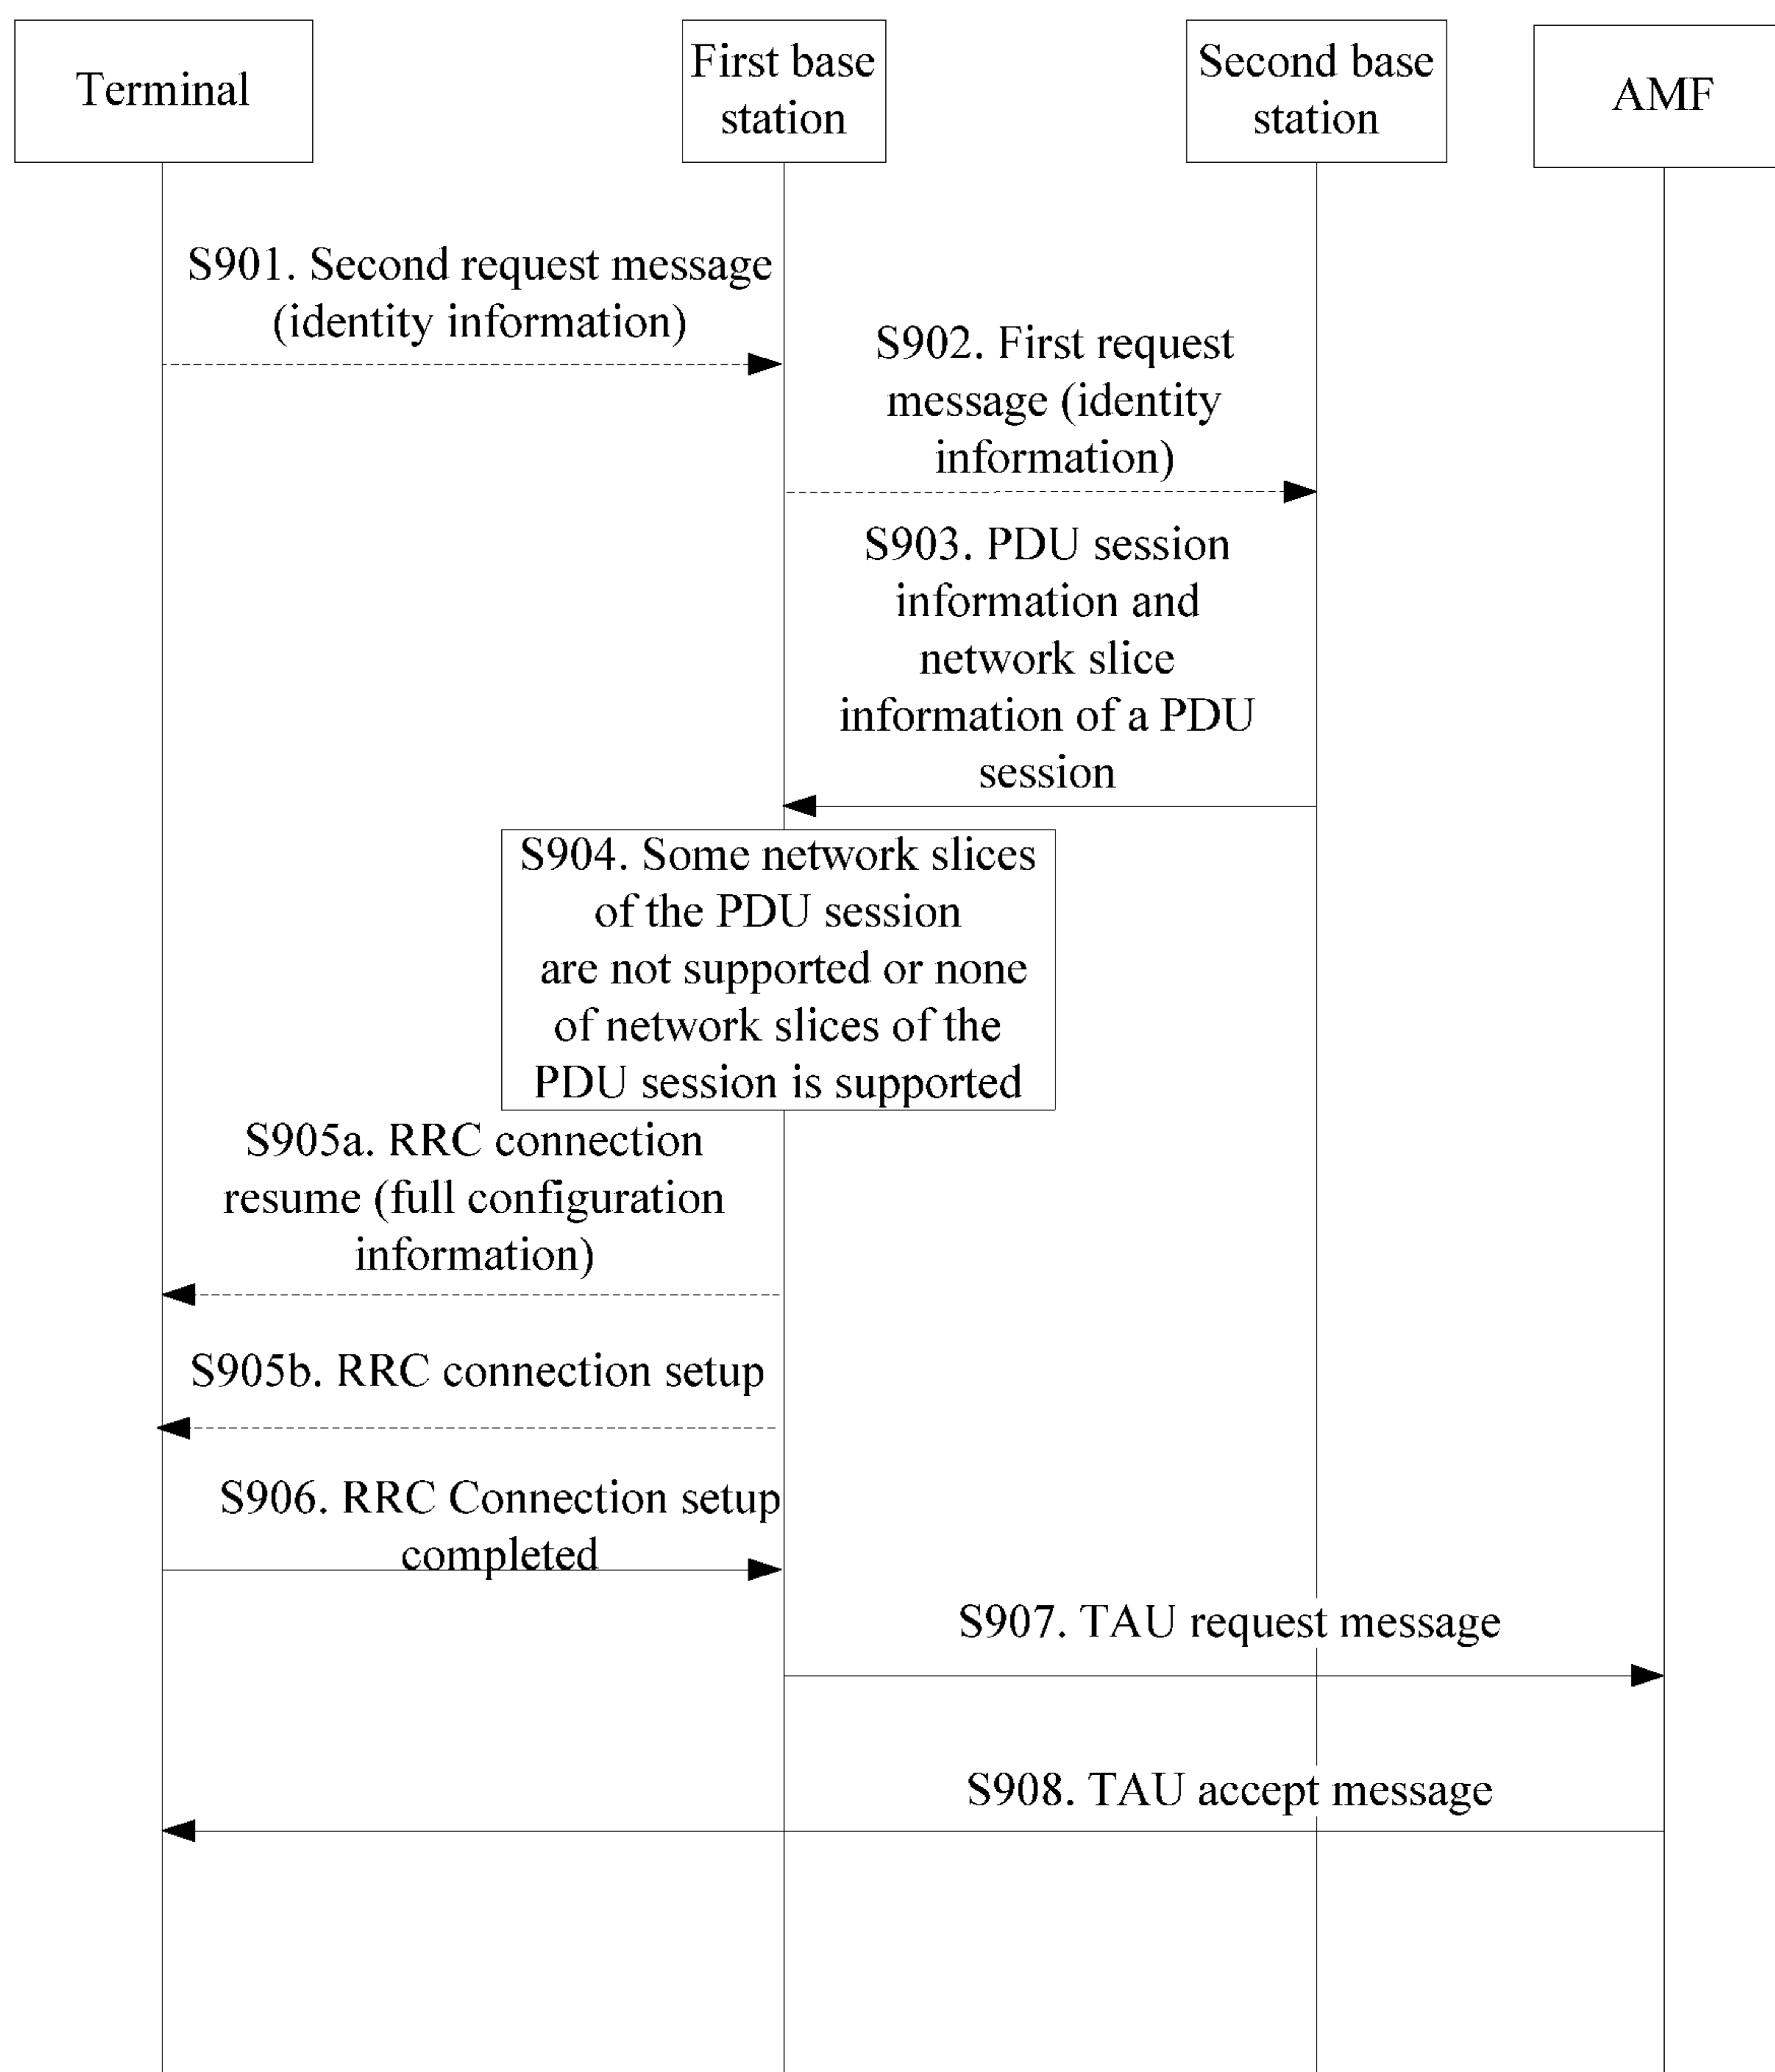 Terminal
First base
station
Second base
station
AMF
S901. Second request message
(identity information)
S902. First request
message (identity
information)
S903. PDU session
information and
network slice
information of a PDU
session
S904. Some network slices
of the PDU session
are not supported or none
of network slices of the
PDU session is supported
S905a. RRC connection
resume (full configuration
information)
S905b. RRC connection setup
S906. RRC Connection setup
completed
S907. TAU request message
S908. TAU accept message